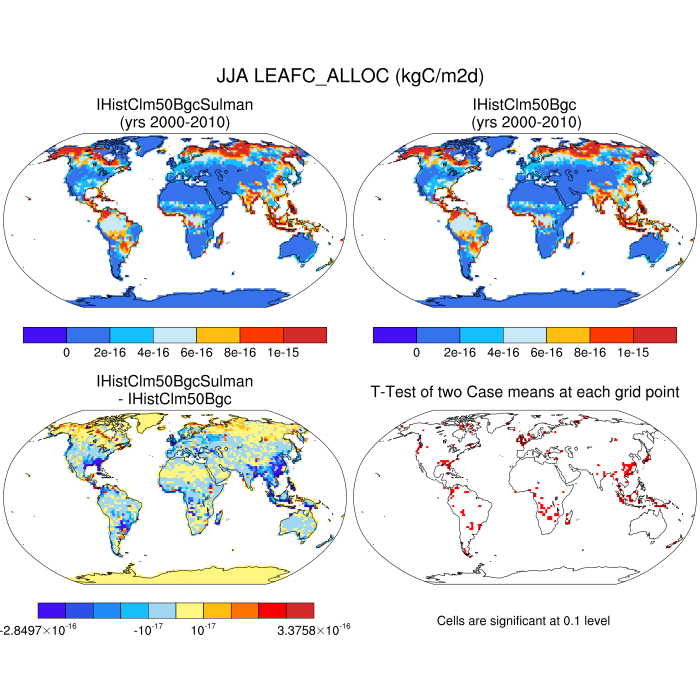 JJA LEAFC_ALLOC (kgC/m2d)
IHistClm50BgcSulman
(yrs 2000-2010)
IHistClm50Bgc
(yrs 2000-2010)
0 2e-16 4e-16 6e-16 8e-16 1e-15
0 2e-16 4e-16 6e-16 8e-16 1e-15
IHistClm50BgcSulman
- IHistClm50Bgc
T-Test of two Case means at each grid point
-2.8497×10^-16 -10^-17 10^-17 3.3758×10^-16
Cells are significant at 0.1 level